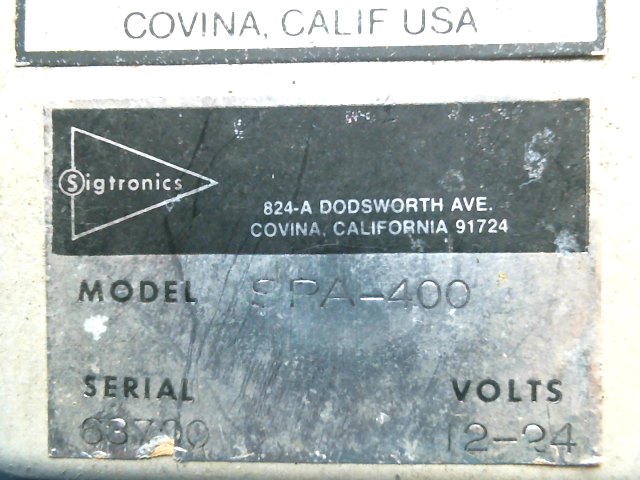 COVINA, CALIF USA
Sigtronics
824-A DODSWORTH AVE.
COVINA, CALIFORNIA 91724
MODEL SPA-400
SERIAL VOLTS
12-24